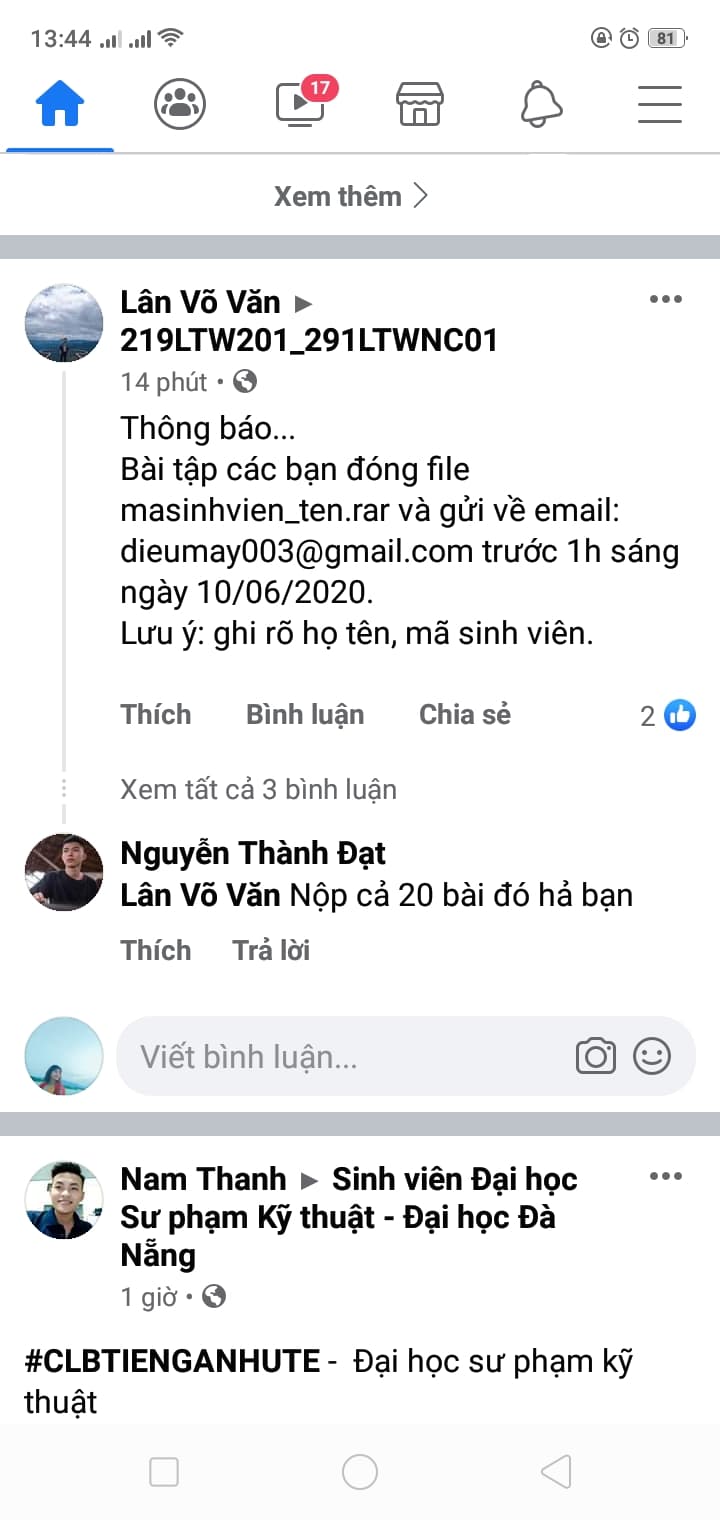 13:44
81
17
Xem thêm
Lân Võ Văn ▸
219LTW201_291LTWNC01
14 phút •
Thông báo...
Bài tập các bạn đóng file
masinhvien_ten.rar và gửi về email:
dieumay003@gmail.com trước 1h sáng
ngày 10/06/2020.
Lưu ý: ghi rõ họ tên, mã sinh viên.
Thích Bình luận Chia sẻ 2
Xem tất cả 3 bình luận
Nguyễn Thành Đạt
Lân Võ Văn Nộp cả 20 bài đó hả bạn
Thích Trả lời
Viết bình luận...
Nam Thanh ▸ Sinh viên Đại học
Sư phạm Kỹ thuật - Đại học Đà
Nẵng
1 giờ •
#CLBTIENGANHUTE - Đại học sư phạm kỹ
thuật